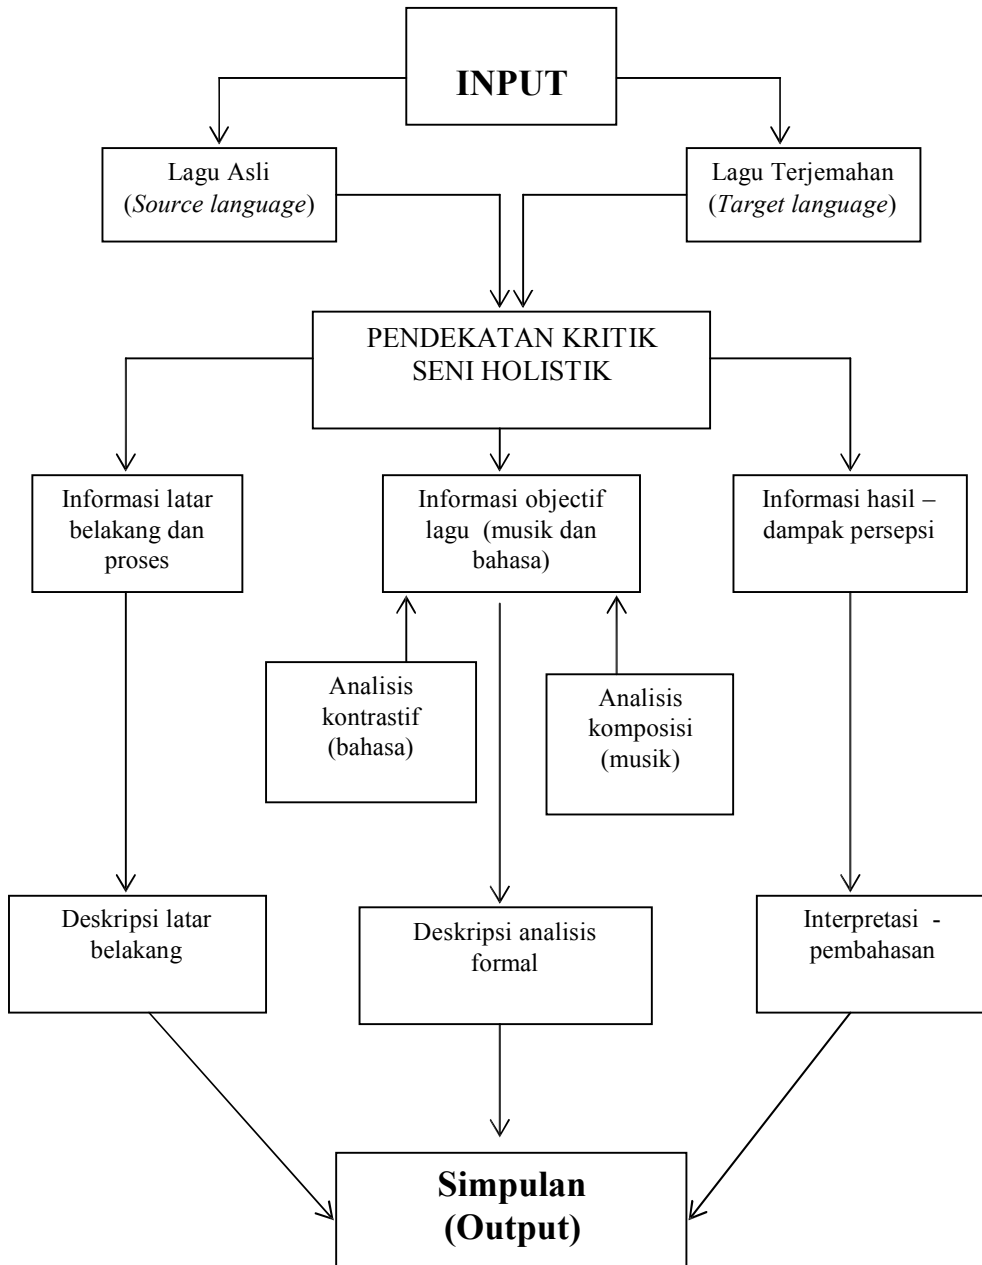 INPUT
Lagu Asli
(Source language)
Lagu Terjemahan
(Target language)
PENDEKATAN KRITIK
SENI HOLISTIK
Informasi latar
belakang dan
proses
Informasi objectif
lagu (musik dan
bahasa)
Informasi hasil –
dampak persepsi
Analisis
kontrastif
(bahasa)
Analisis
komposisi
(musik)
Deskripsi latar
belakang
Deskripsi analisis
formal
Interpretasi -
pembahasan
Simpulan
(Output)